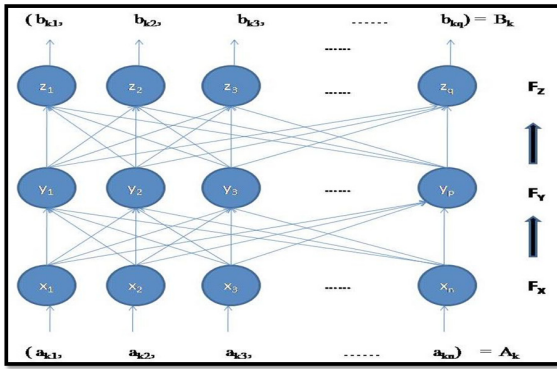 ( b_k1, b_k2, b_k3, ...... b_kq) = B_k
......
z_1 z_2 z_3 ...... z_q F_Z
y_1 y_2 y_3 ...... y_p F_Y
x_1 x_2 x_3 ...... x_n F_X
( a_k1, a_k2, a_k3, ...... a_kn) = A_k